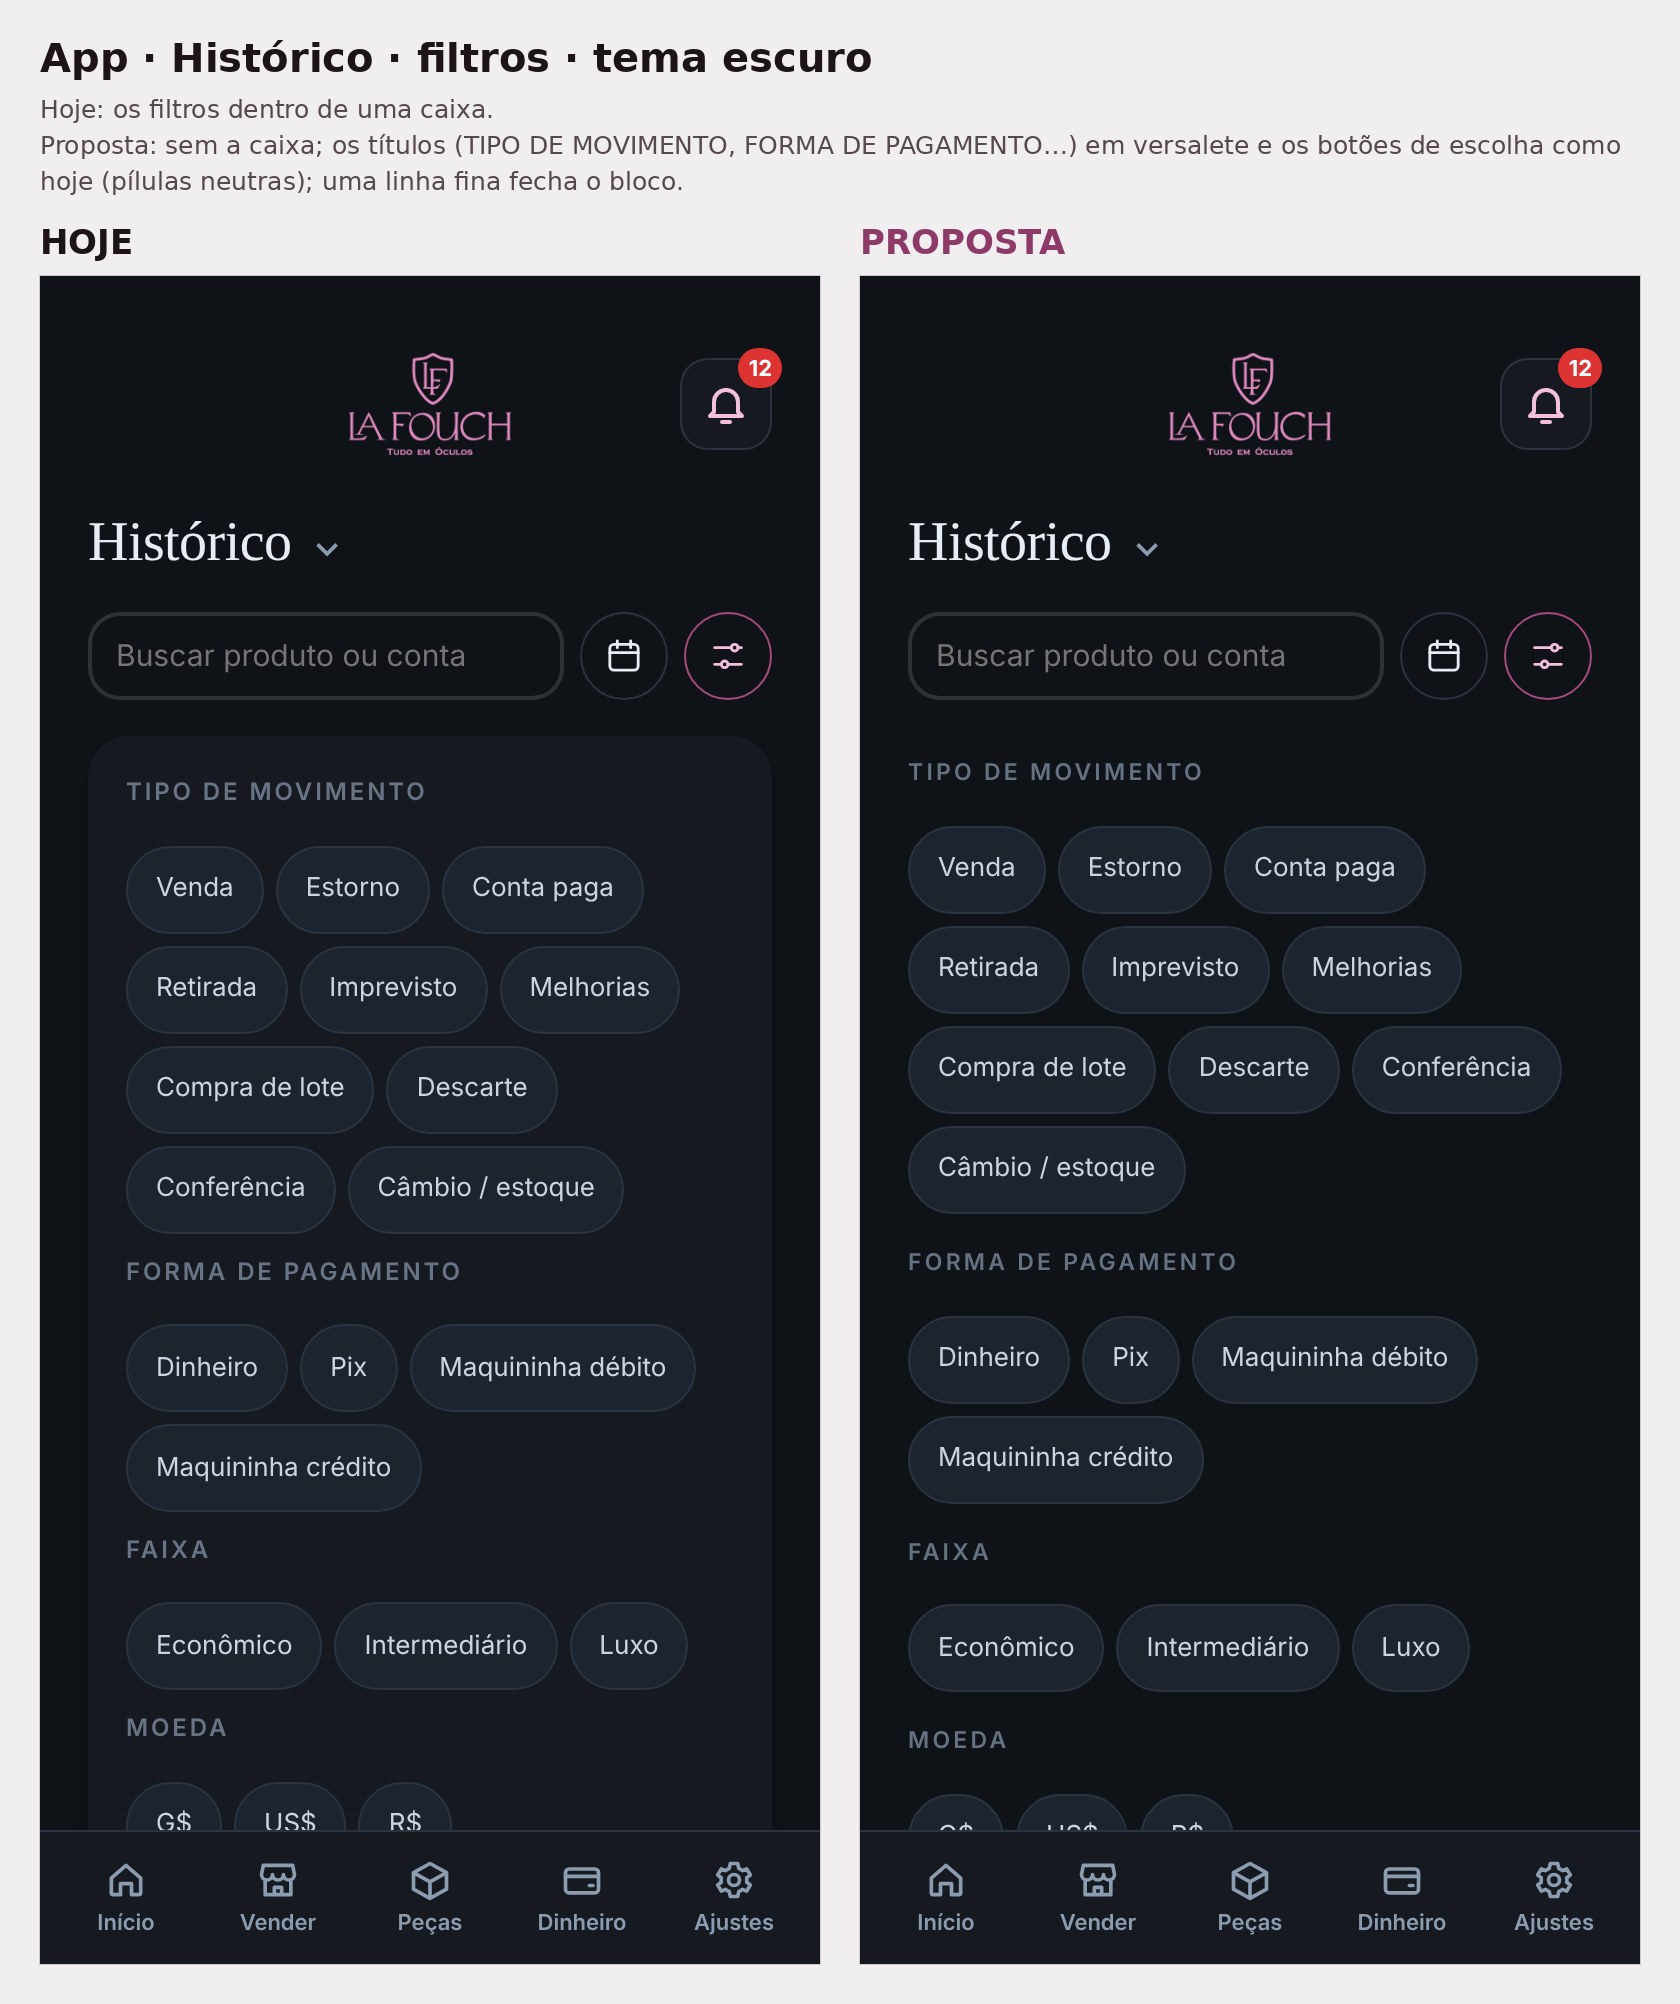 App · Histórico · filtros · tema escuro
Hoje: os filtros dentro de uma caixa.
Proposta: sem a caixa; os títulos (TIPO DE MOVIMENTO, FORMA DE PAGAMENTO…) em versalete e os botões de escolha como
hoje (pílulas neutras); uma linha fina fecha o bloco.
HOJE
12
LF
LA FOUCH
TUDO EM ÓCULOS
Histórico
Buscar produto ou conta
TIPO DE MOVIMENTO
Venda Estorno Conta paga
Retirada Imprevisto Melhorias
Compra de lote Descarte
Conferência Câmbio / estoque
FORMA DE PAGAMENTO
Dinheiro Pix Maquininha débito
Maquininha crédito
FAIXA
Econômico Intermediário Luxo
MOEDA
G$ US$ R$
Início Vender Peças Dinheiro Ajustes
PROPOSTA
12
LF
LA FOUCH
TUDO EM ÓCULOS
Histórico
Buscar produto ou conta
TIPO DE MOVIMENTO
Venda Estorno Conta paga
Retirada Imprevisto Melhorias
Compra de lote Descarte Conferência
Câmbio / estoque
FORMA DE PAGAMENTO
Dinheiro Pix Maquininha débito
Maquininha crédito
FAIXA
Econômico Intermediário Luxo
MOEDA
G$ US$ R$
Início Vender Peças Dinheiro Ajustes